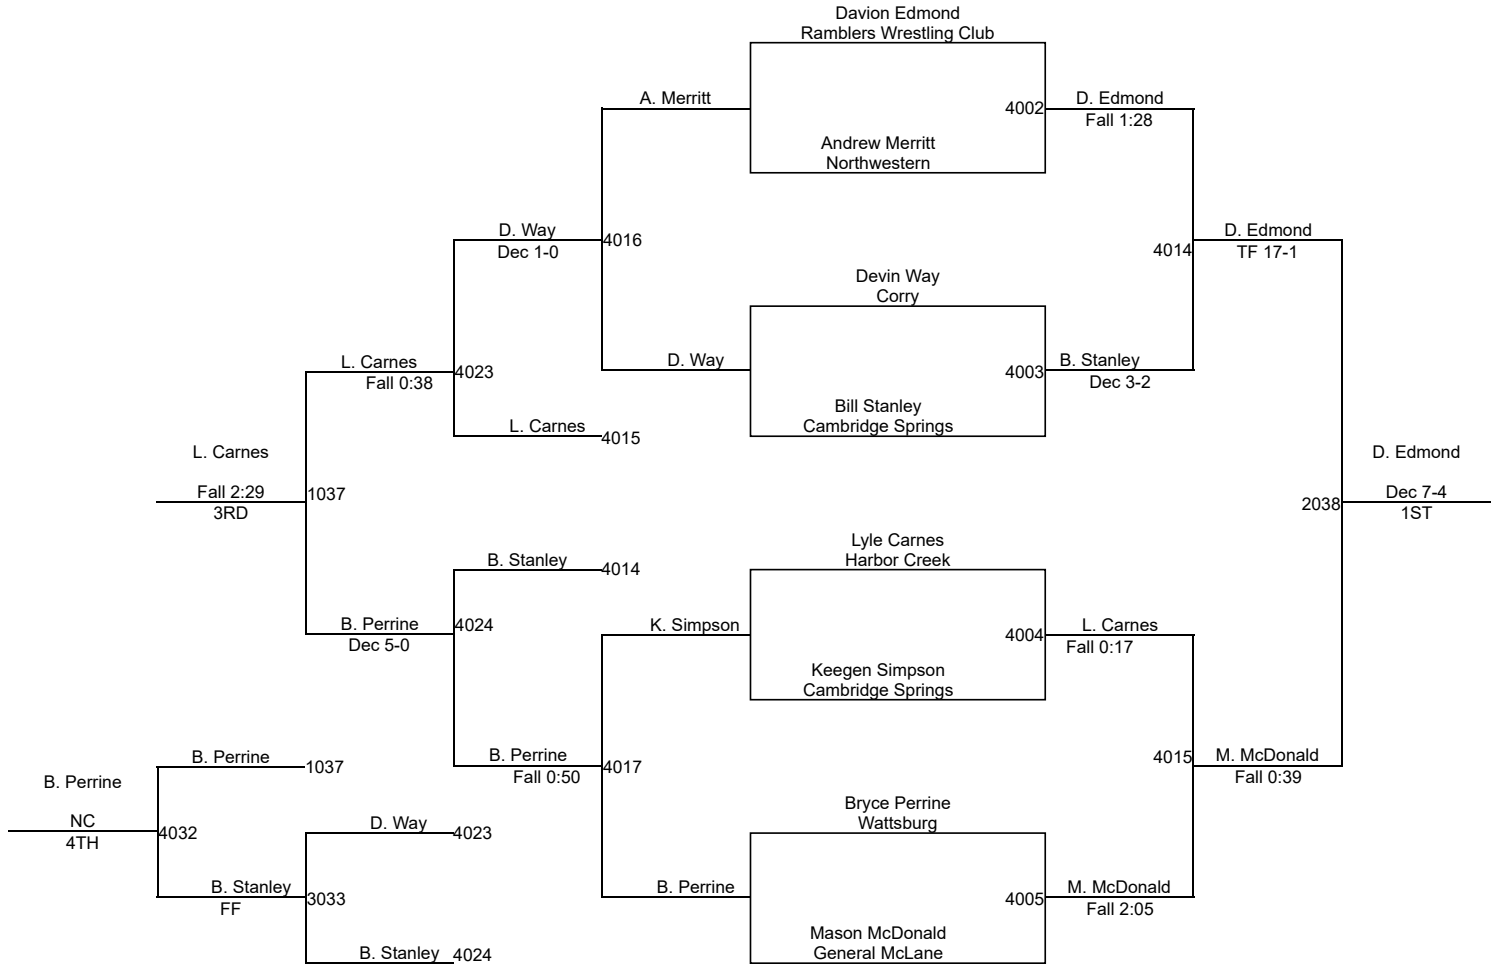 Davion Edmond
Ramblers Wrestling Club
A. Merritt
4002
D. Edmond
Fall 1:28
Andrew Merritt
Northwestern
D. Way
Dec 1-0
4016
4014
D. Edmond
TF 17-1
Devin Way
Corry
L. Carnes
Fall 0:38
4023
D. Way
4003
B. Stanley
Dec 3-2
Bill Stanley
Cambridge Springs
L. Carnes
4015
L. Carnes
Fall 2:29
3RD
1037
D. Edmond
Dec 7-4
1ST
2038
Lyle Carnes
Harbor Creek
B. Stanley
4014
B. Perrine
Dec 5-0
4024
K. Simpson
4004
L. Carnes
Fall 0:17
Keegen Simpson
Cambridge Springs
B. Perrine
1037
B. Perrine
Fall 0:50
4017
4015
M. McDonald
Fall 0:39
B. Perrine
NC
4TH
4032
D. Way
4023
Bryce Perrine
Wattsburg
B. Stanley
FF
3033
B. Perrine
4005
M. McDonald
Fall 2:05
B. Stanley
4024
Mason McDonald
General McLane